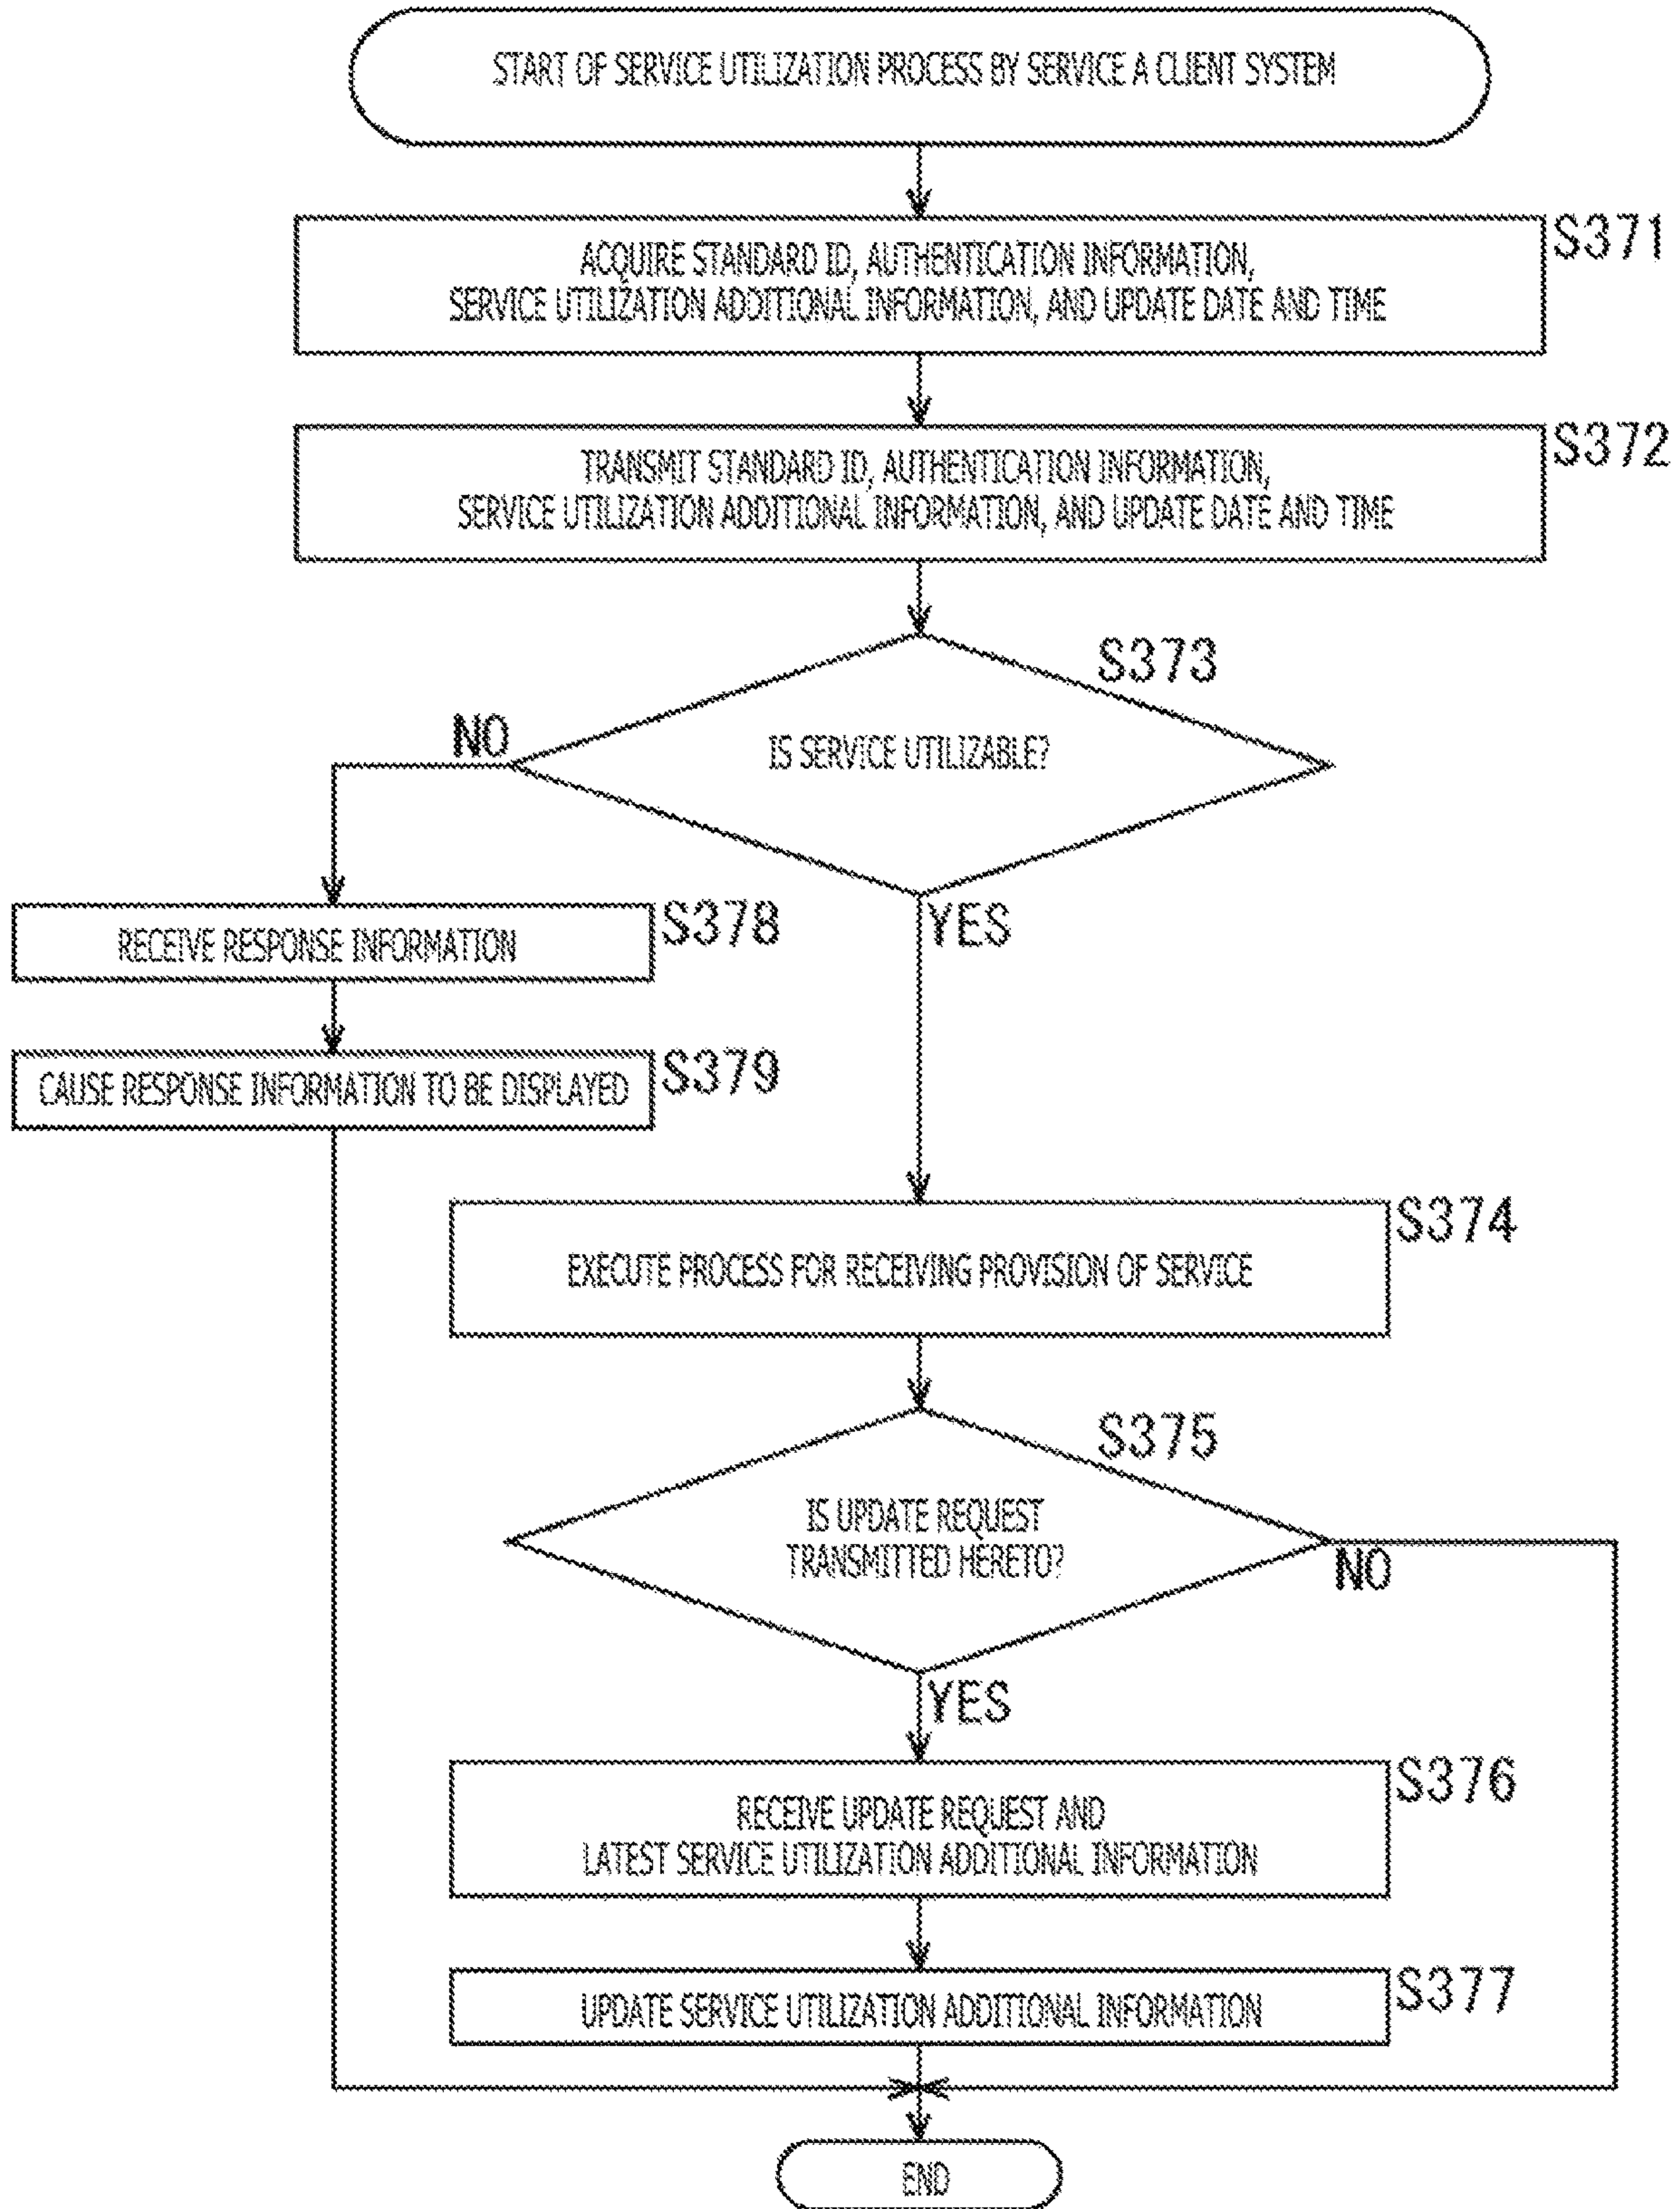 START OF SERVICE UTILIZATION PROCESS BY SERVICE A CLIENT SYSTEM
S371
ACQUIRE STANDARD ID, AUTHENTICATION INFORMATION,
SERVICE UTILIZATION ADDITIONAL INFORMATION, AND UPDATE DATE AND TIME
S372
TRANSMIT STANDARD ID, AUTHENTICATION INFORMATION,
SERVICE UTILIZATION ADDITIONAL INFORMATION, AND UPDATE DATE AND TIME
S373
NO
IS SERVICE UTILIZABLE?
YES
S378
RECEIVE RESPONSE INFORMATION
S379
CAUSE RESPONSE INFORMATION TO BE DISPLAYED
S374
EXECUTE PROCESS FOR RECEIVING PROVISION OF SERVICE
S375
IS UPDATE REQUEST
TRANSMITTED HERETO?
NO
YES
S376
RECEIVE UPDATE REQUEST AND
LATEST SERVICE UTILIZATION ADDITIONAL INFORMATION
S377
UPDATE SERVICE UTILIZATION ADDITIONAL INFORMATION
END